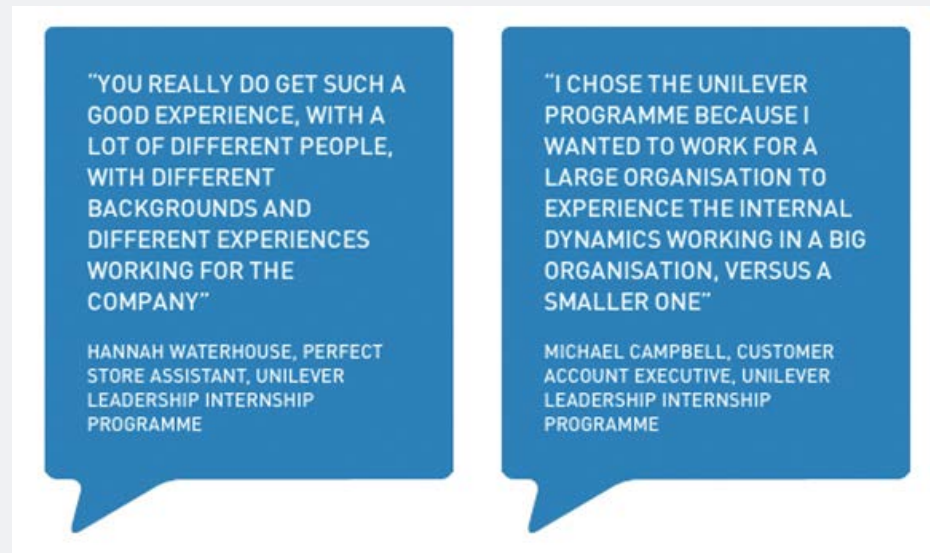 “YOU REALLY DO GET SUCH A
GOOD EXPERIENCE, WITH A
LOT OF DIFFERENT PEOPLE,
WITH DIFFERENT
BACKGROUNDS AND
DIFFERENT EXPERIENCES
WORKING FOR THE
COMPANY”
HANNAH WATERHOUSE, PERFECT
STORE ASSISTANT, UNILEVER
LEADERSHIP INTERNSHIP
PROGRAMME
“I CHOSE THE UNILEVER
PROGRAMME BECAUSE I
WANTED TO WORK FOR A
LARGE ORGANISATION TO
EXPERIENCE THE INTERNAL
DYNAMICS WORKING IN A BIG
ORGANISATION, VERSUS A
SMALLER ONE”
MICHAEL CAMPBELL, CUSTOMER
ACCOUNT EXECUTIVE, UNILEVER
LEADERSHIP INTERNSHIP
PROGRAMME